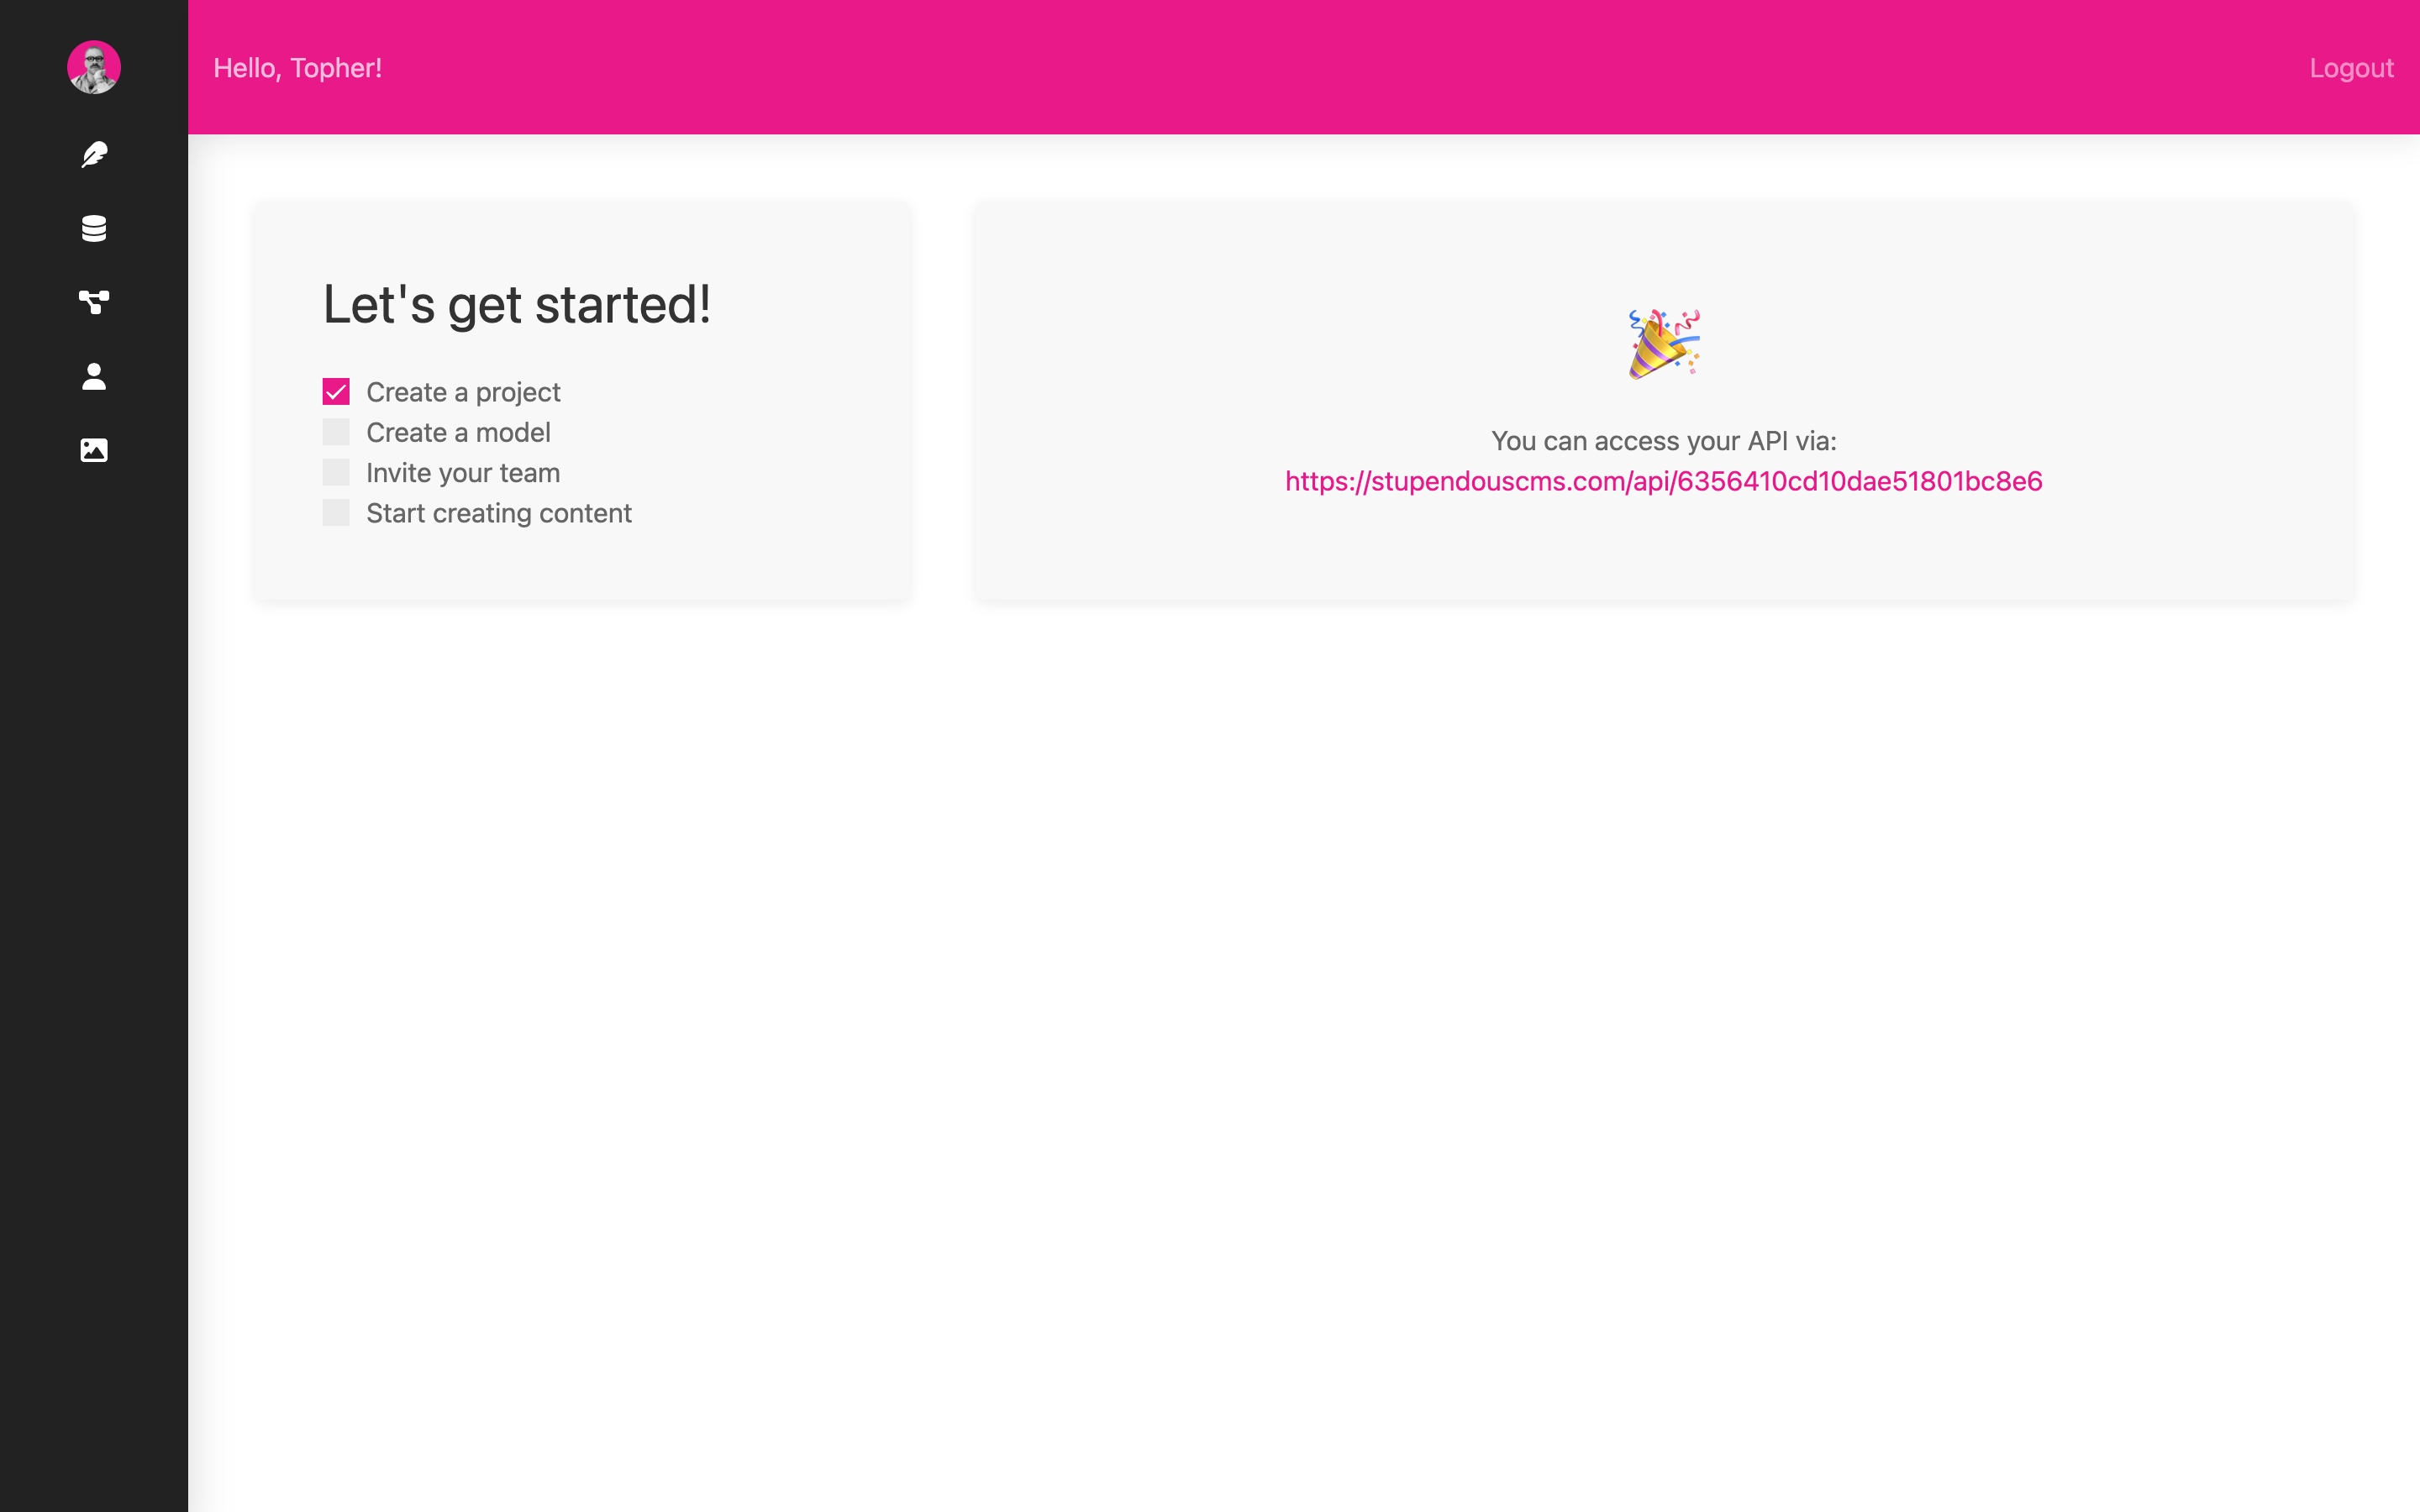 Hello, Topher!
Logout
Let's get started!
Create a project
Create a model
Invite your team
Start creating content
You can access your API via:
https://stupendouscms.com/api/6356410cd10dae51801bc8e6